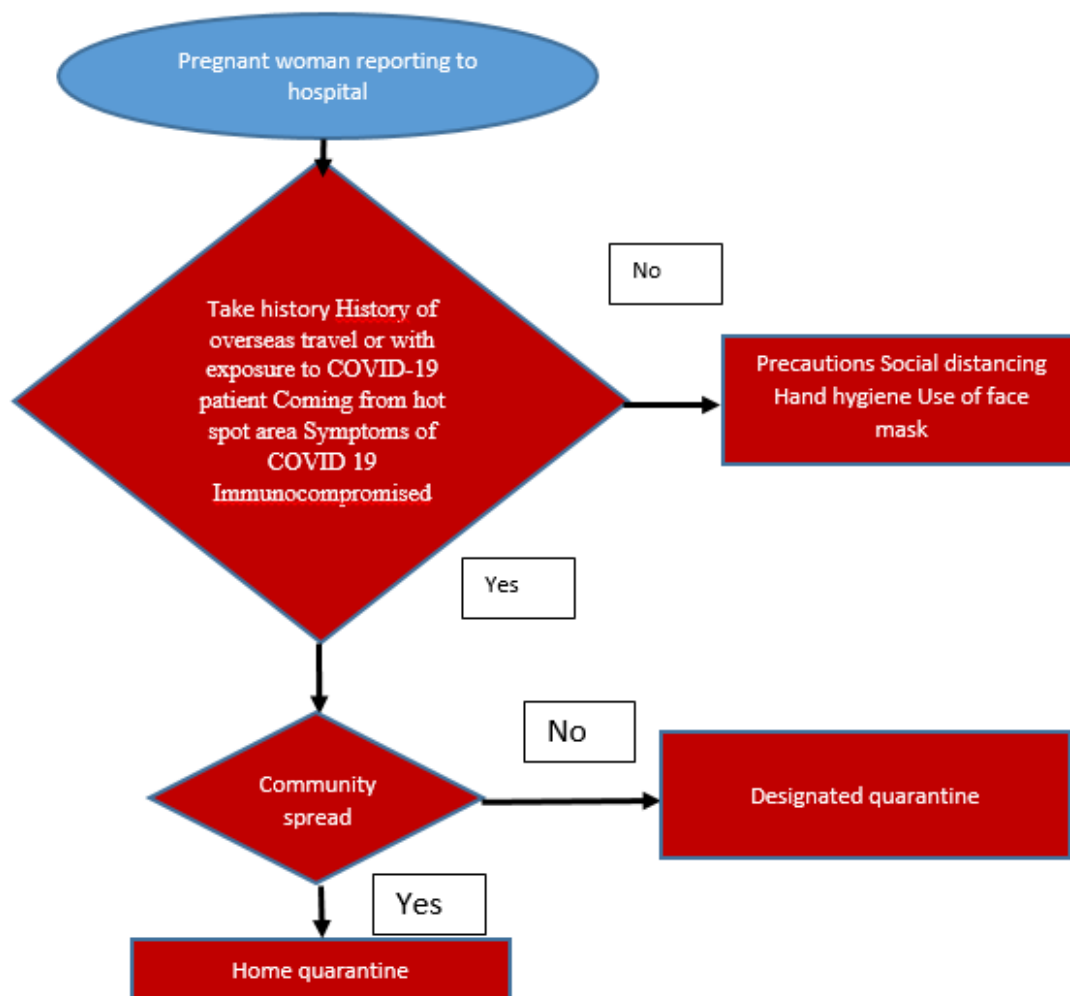 Pregnant woman reporting to
hospital
Take history History of
overseas travel or with
exposure to COVID-19
patient Coming from hot
spot area Symptoms of
COVID 19
Immunocompromised
No
Precautions Social distancing
Hand hygiene Use of face
mask
Yes
Community
spread
No
Designated quarantine
Yes
Home quarantine